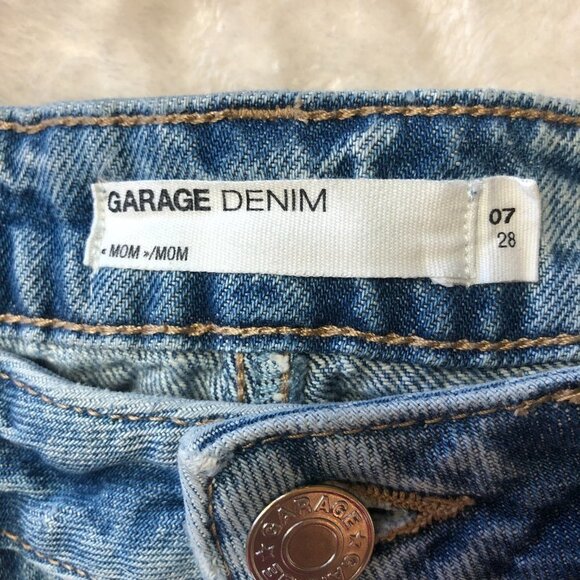 GARAGE DENIM
« MOM »/MOM
07
28
★GARAGE★